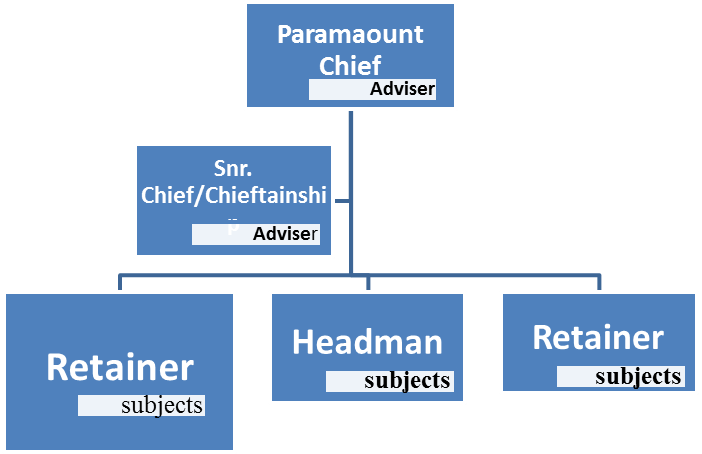 Paramaount
Chief
Adviser
Snr.
Chief/Chieftainshi
p
Adviser
Retainer
subjects
Headman
subjects
Retainer
subjects